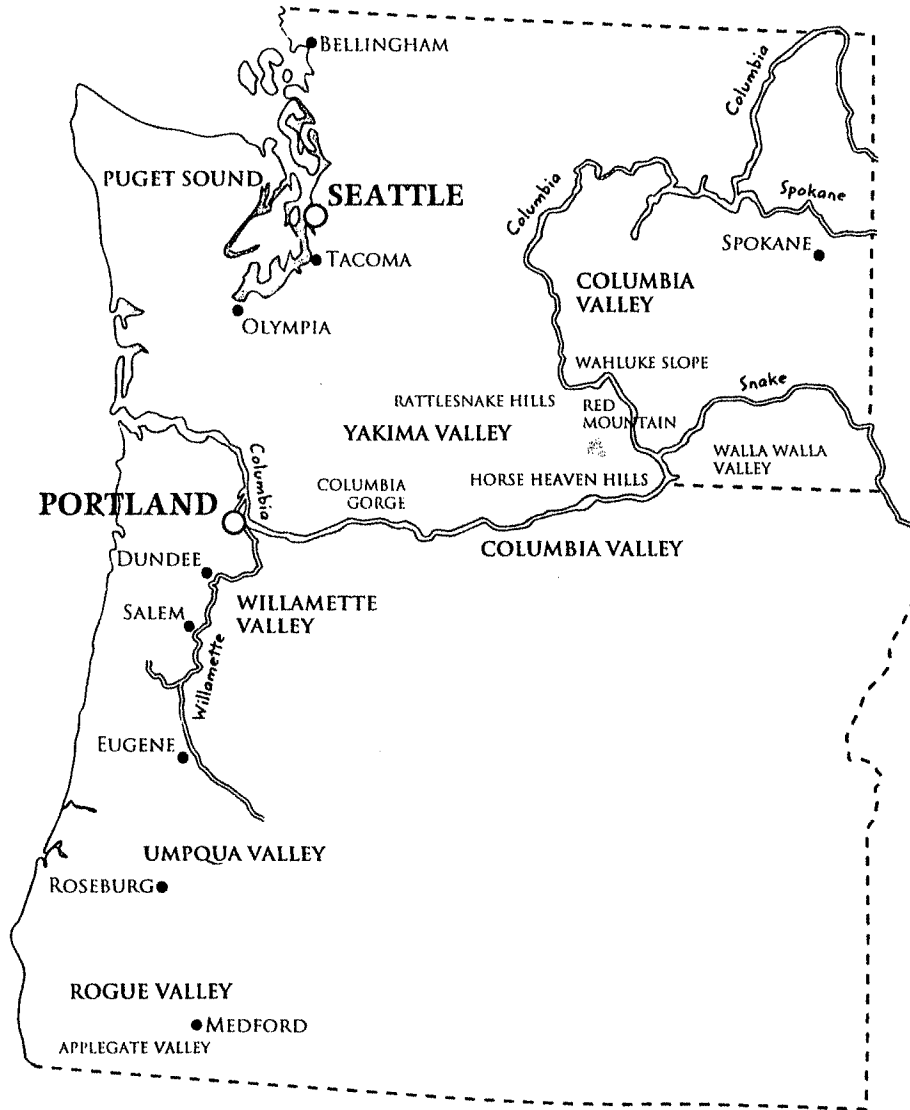 BELLINGHAM
Columbia
PUGET SOUND
SEATTLE
Columbia
Spokane
SPOKANE
TACOMA
COLUMBIA
VALLEY
OLYMPIA
WAHLUKE SLOPE
Snake
RATTLESNAKE HILLS
RED
MOUNTAIN
YAKIMA VALLEY
WALLA WALLA
VALLEY
Columbia
HORSE HEAVEN HILLS
COLUMBIA
GORGE
PORTLAND
COLUMBIA VALLEY
DUNDEE
WILLAMETTE
VALLEY
SALEM
Willamette
EUGENE
UMPQUA VALLEY
ROSEBURG
ROGUE VALLEY
MEDFORD
APPLEGATE VALLEY